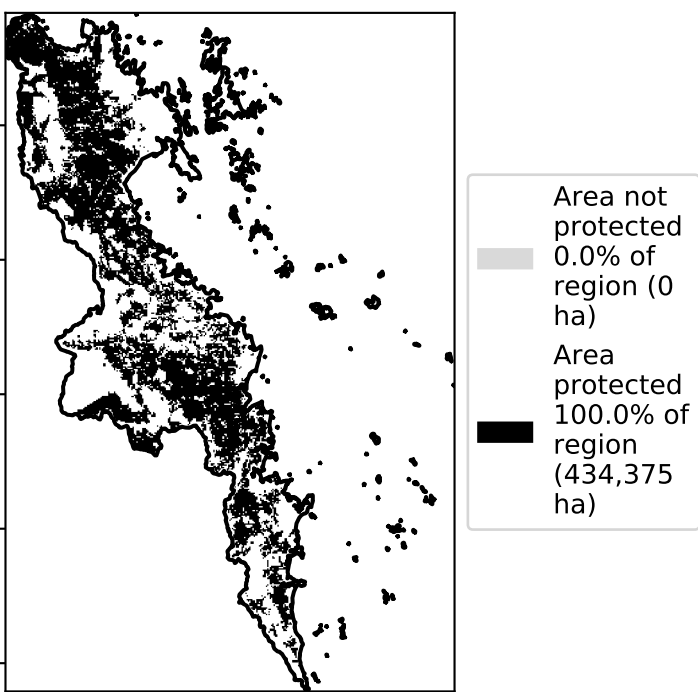 Area not
protected
0.0% of
region (0
ha)
Area
protected
100.0% of
region
(434,375
ha)